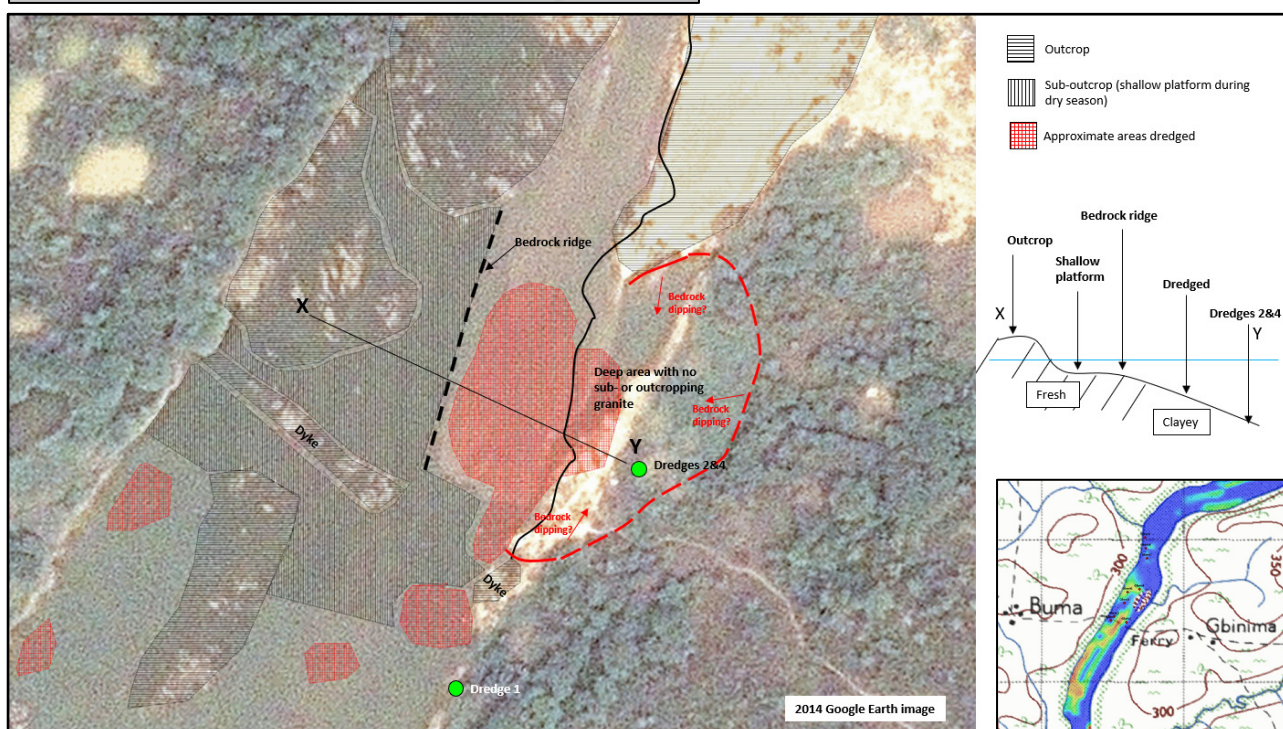 Outcrop
Sub-outcrop (shallow platform during
dry season)
Approximate areas dredged
Bedrock ridge
Bedrock
dipping?
X
Deep area with no
sub- or outcropping
granite
Bedrock
dipping?
Dyke
Y
Dredges 2&4
Bedrock
dipping?
Dyke
Dredge 1
2014 Google Earth image
Bedrock ridge
Outcrop
Shallow
platform
Dredged
X
Dredges 2&4
Y
Fresh
Clayey
300
350
Buma
Ferry
Gbinima
300